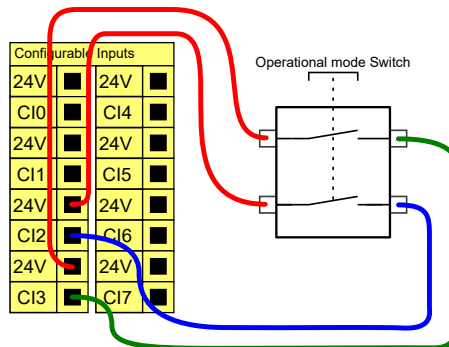 Configurable Inputs
Operational mode Switch
24V 24V
CI0 CI4
24V 24V
CI1 CI5
24V 24V
CI2 CI6
24V 24V
CI3 CI7